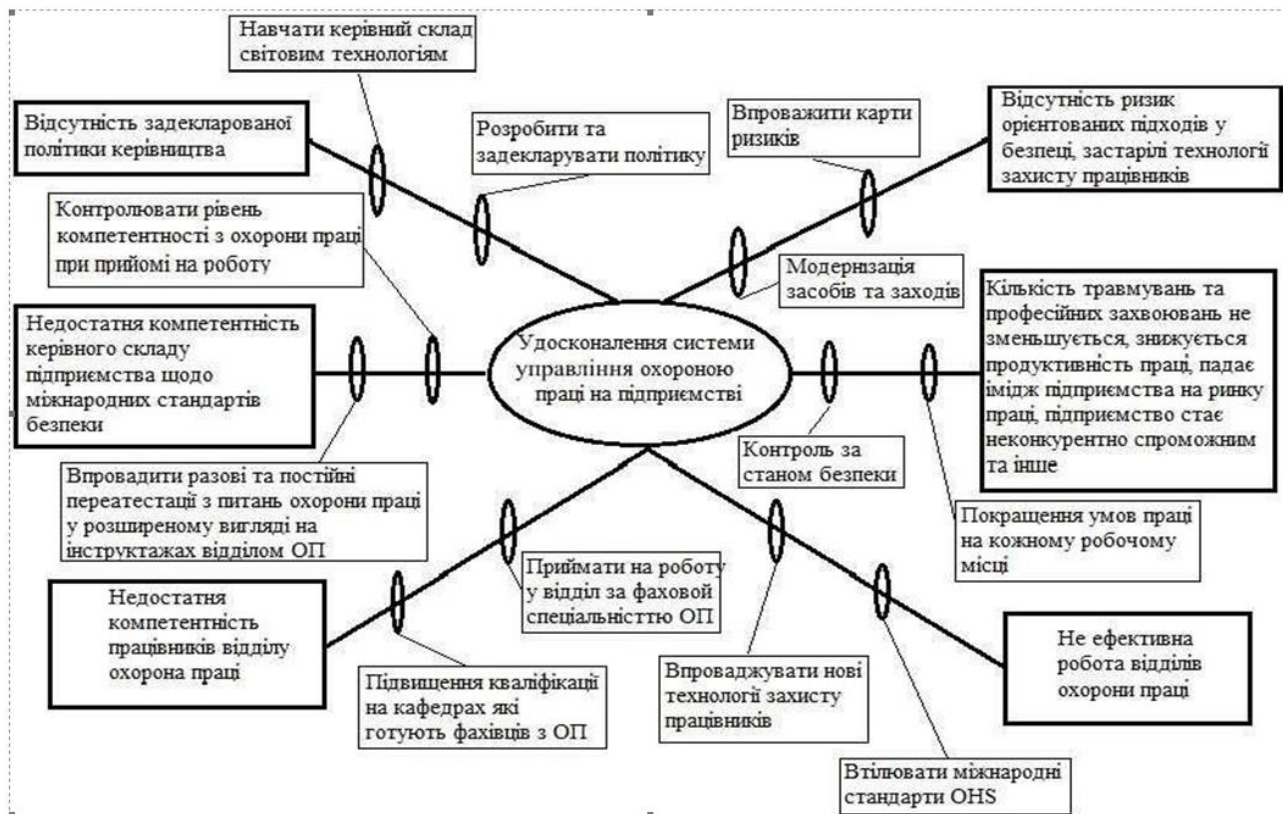 Навчати керівний склад
світовим технологіям
Відсутність задекларованої
політики керівництва
Розробити та
задекларувати політику
Впроважити карти
ризиків
Відсутність ризик
орієнтованих підходів у
безпеці, застарілі технології
захисту працівників
Контролювати рівень
компетентності з охорони праці
при прийомі на роботу
Модернізація
засобів та заходів
Недостатня компетентність
керівного складу
підприємства щодо
міжнародних стандартів
безпеки
Удосконалення системи
управління охороною
праці на підприємстві
Кількість травмувань та
професійних захвоювань не
зменьшується, знижується
продуктивність праці, падає
імідж підприємства на ринку
праці, підприємство стає
неконкурентно спроможним
та інше
Впровадити разові та постійні
переатестації з питань охорони праці
у розширеному вигляді на
інструктажах відділом ОП
Контроль за
станом безпеки
Покращення умов праці
на кожному робочому
місці
Недостатня
компетентність
працівників відділу
охорона праці
Приймати на роботу
у відділ за фаховой
спеціальністтю ОП
Підвищення кваліфікації
на кафедрах які
готують фахівців з ОП
Впроваджувати нові
технології захисту
працівників
Не ефективна
робота відділів
охорони праці
Втілювати міжнародні
стандарти OHS